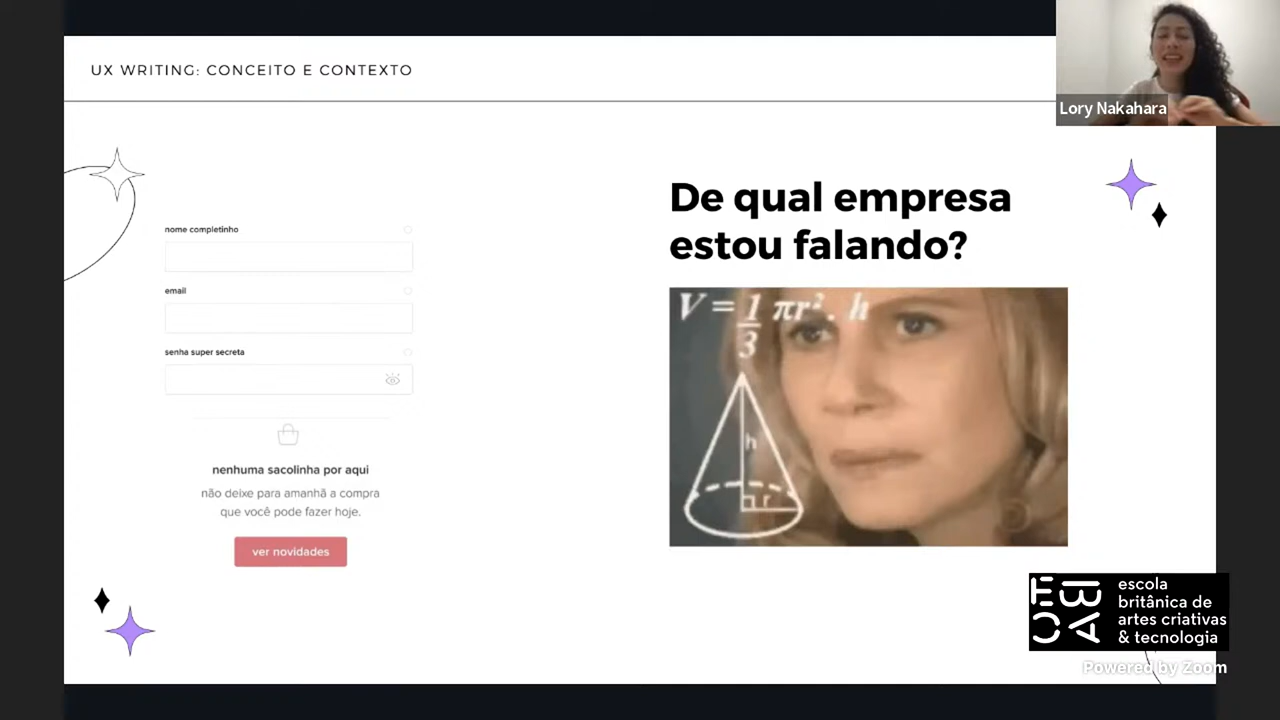 UX WRITING: CONCEITO E CONTEXTO
Lory Nakahara
nome completinho
email
senha super secreta
nenhuma sacolinha por aqui
não deixe para amanhã a compra
que você pode fazer hoje.
ver novidades
De qual empresa
estou falando?
V = 1/3 πr². h
h
r
EBAC
escola
britânica de
artes criativas
& tecnologia
Powered by Zoom